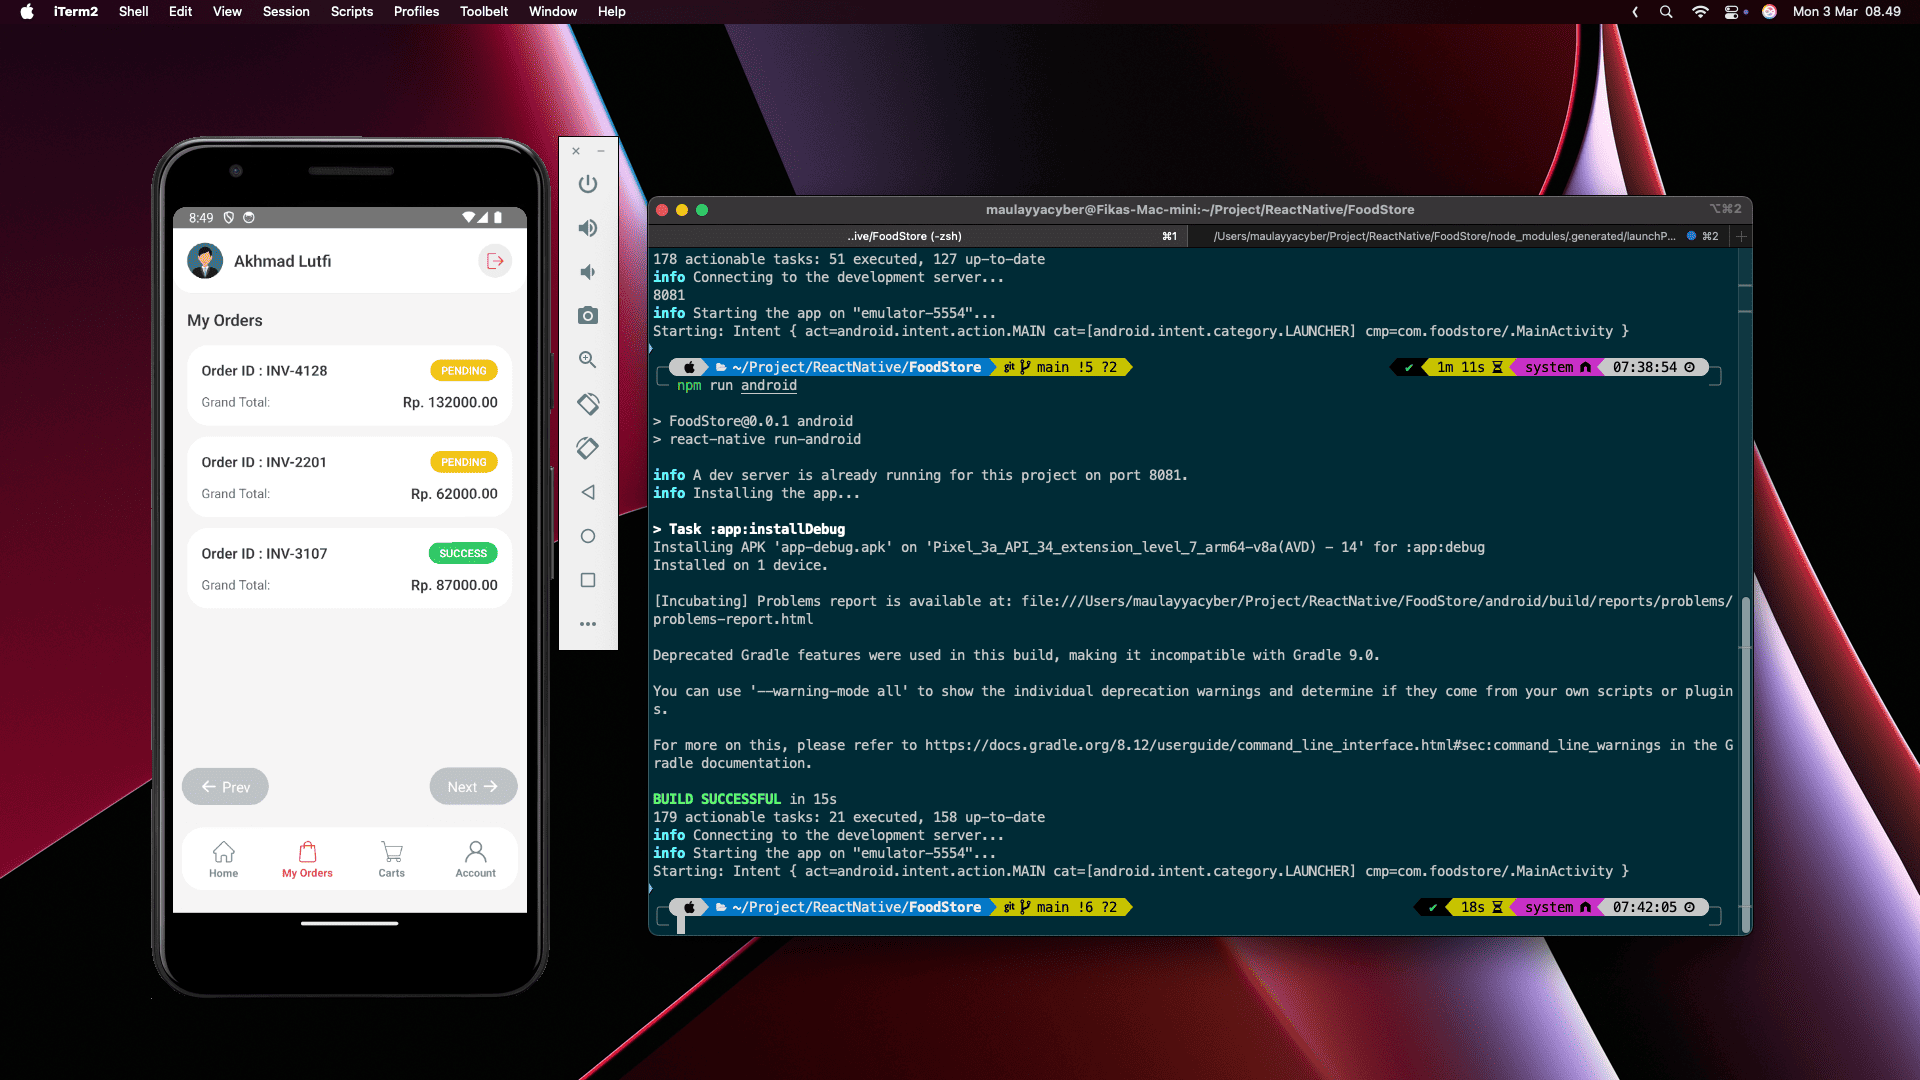 iTerm2 Shell Edit View Session Scripts Profiles Toolbelt Window Help Mon 3 Mar 08.49
8:49
Akhmad Lutfi
My Orders
Order ID : INV-4128 PENDING
Grand Total: Rp. 132000.00
Order ID : INV-2201 PENDING
Grand Total: Rp. 62000.00
Order ID : INV-3107 SUCCESS
Grand Total: Rp. 87000.00
← Prev Next →
Home My Orders Carts Account
maulayyacyber@Fikas-Mac-mini:~/Project/ReactNative/FoodStore ⌥⌘2
..ive/FoodStore (-zsh) ⌘1 /Users/maulayyacyber/Project/ReactNative/FoodStore/node_modules/.generated/launchP... ⌘2
178 actionable tasks: 51 executed, 127 up-to-date
info Connecting to the development server...
8081
info Starting the app on "emulator-5554"...
Starting: Intent { act=android.intent.action.MAIN cat=[android.intent.category.LAUNCHER] cmp=com.foodstore/.MainActivity }
~/Project/ReactNative/FoodStore git main !5 ?2 ✔ 1m 11s system 07:38:54
npm run android
> FoodStore@0.0.1 android
> react-native run-android
info A dev server is already running for this project on port 8081.
info Installing the app...
> Task :app:installDebug
Installing APK 'app-debug.apk' on 'Pixel_3a_API_34_extension_level_7_arm64-v8a(AVD) - 14' for :app:debug
Installed on 1 device.
[Incubating] Problems report is available at: file:///Users/maulayyacyber/Project/ReactNative/FoodStore/android/build/reports/problems/
problems-report.html
Deprecated Gradle features were used in this build, making it incompatible with Gradle 9.0.
You can use '--warning-mode all' to show the individual deprecation warnings and determine if they come from your own scripts or plugin
s.
For more on this, please refer to https://docs.gradle.org/8.12/userguide/command_line_interface.html#sec:command_line_warnings in the G
radle documentation.
BUILD SUCCESSFUL in 15s
179 actionable tasks: 21 executed, 158 up-to-date
info Connecting to the development server...
info Starting the app on "emulator-5554"...
Starting: Intent { act=android.intent.action.MAIN cat=[android.intent.category.LAUNCHER] cmp=com.foodstore/.MainActivity }
~/Project/ReactNative/FoodStore git main !6 ?2 ✔ 18s system 07:42:05